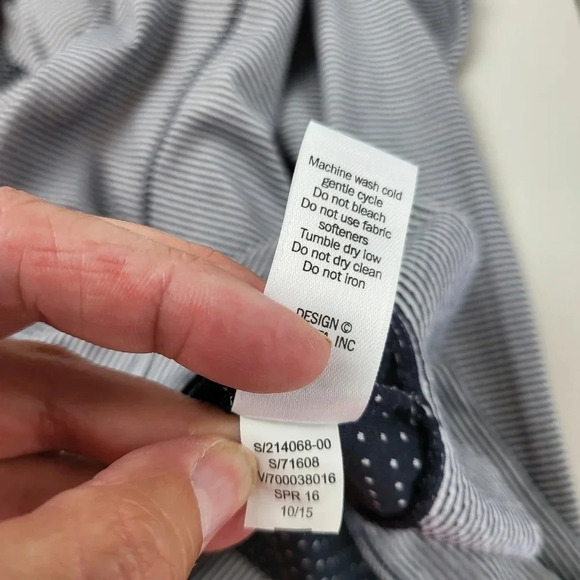 Machine wash cold
gentle cycle
Do not bleach
Do not use fabric
softeners
Tumble dry low
Do not dry clean
Do not iron
DESIGN ©
INC
S/214068-00
S/71608
V/700038016
SPR 16
10/15